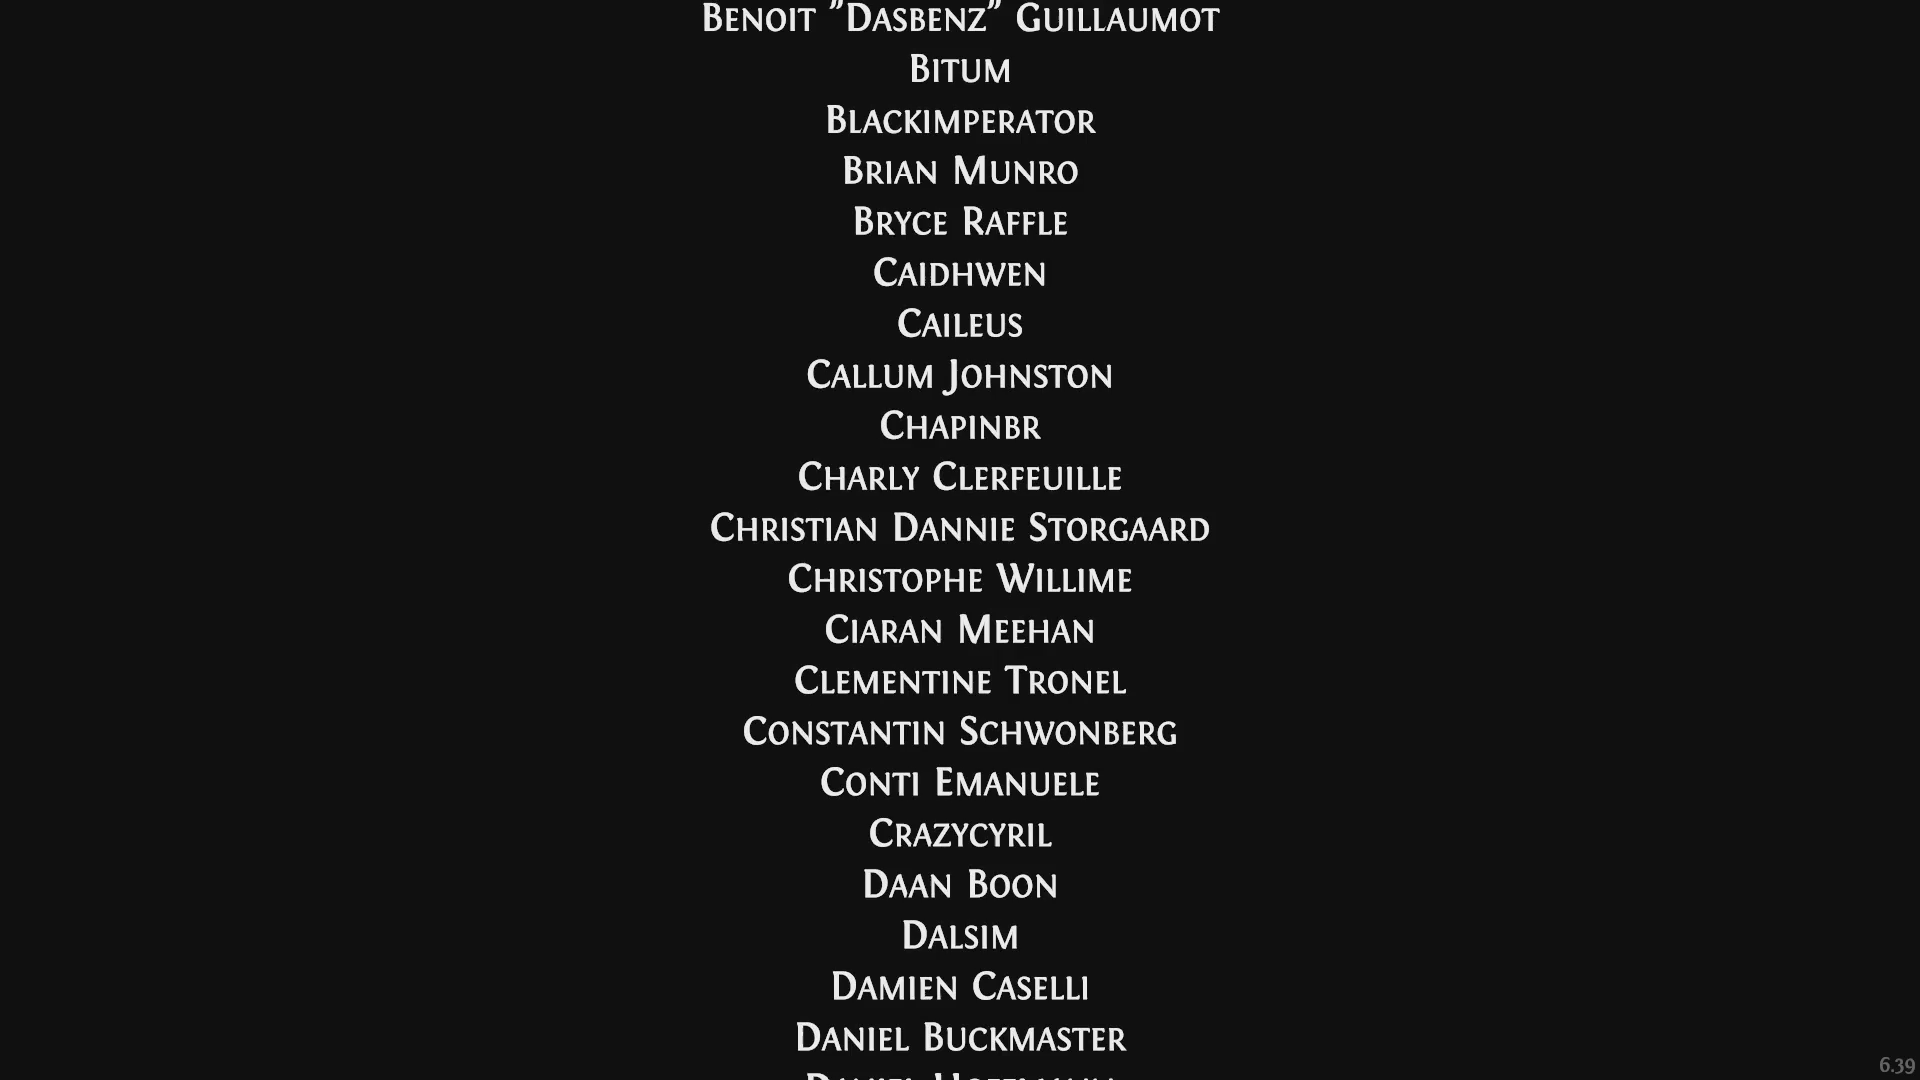 Benoit "Dasbenz" Guillaumot
Bitum
Blackimperator
Brian Munro
Bryce Raffle
Caidhwen
Caileus
Callum Johnston
Chapinbr
Charly Clerfeuille
Christian Dannie Storgaard
Christophe Willime
Ciaran Meehan
Clementine Tronel
Constantin Schwonberg
Conti Emanuele
Crazycyril
Daan Boon
Dalsim
Damien Caselli
Daniel Buckmaster
6.39